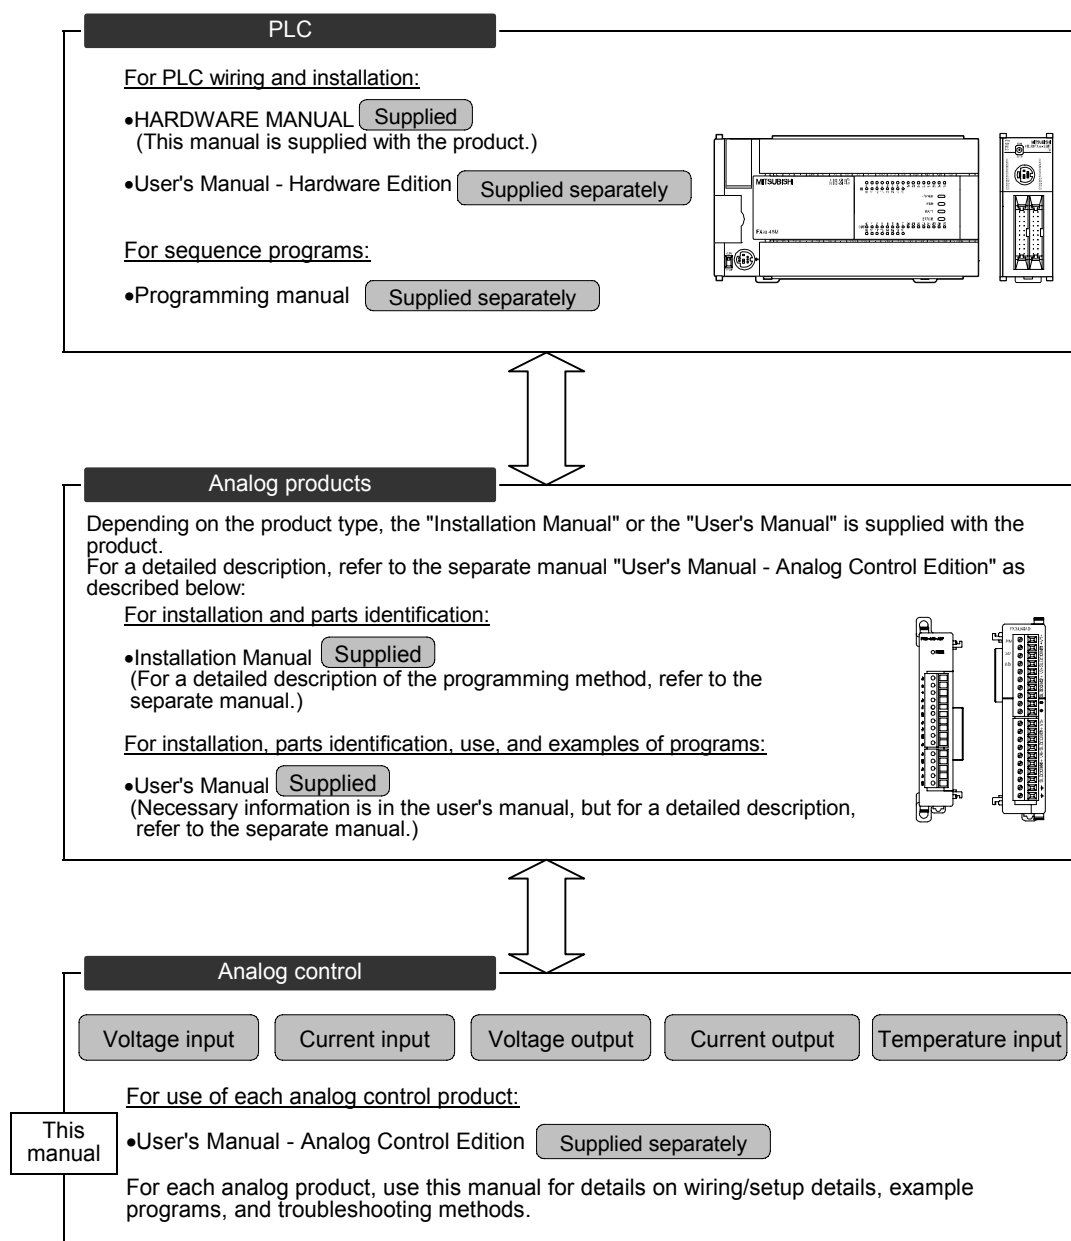 PLC
For PLC wiring and installation:
•HARDWARE MANUAL Supplied
(This manual is supplied with the product.)
•User's Manual - Hardware Edition Supplied separately
MITSUBISHI
For sequence programs:
•Programming manual Supplied separately
Analog products
Depending on the product type, the "Installation Manual" or the "User's Manual" is supplied with the
product.
For a detailed description, refer to the separate manual "User's Manual - Analog Control Edition" as
described below:
For installation and parts identification:
•Installation Manual Supplied
(For a detailed description of the programming method, refer to the
separate manual.)
For installation, parts identification, use, and examples of programs:
•User's Manual Supplied
(Necessary information is in the user's manual, but for a detailed description,
refer to the separate manual.)
Analog control
Voltage input Current input Voltage output Current output Temperature input
For use of each analog control product:
This
manual
•User's Manual - Analog Control Edition Supplied separately
For each analog product, use this manual for details on wiring/setup details, example
programs, and troubleshooting methods.